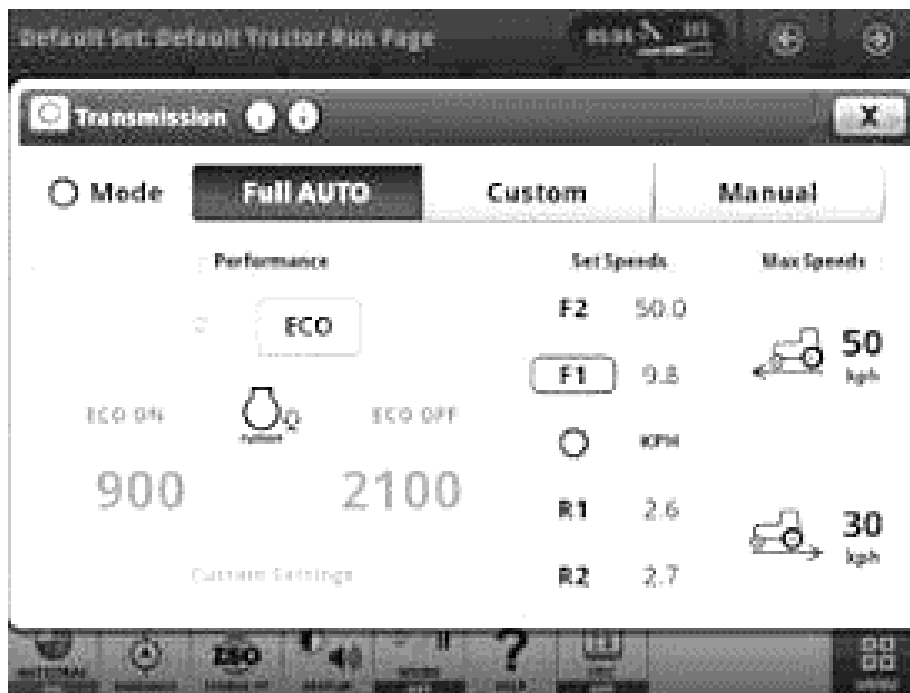 Default Set: Default Tractor Run Page
Transmission
X
Mode
Full AUTO
Custom
Manual
Performance
Set Speeds
Max Speeds
ECO
F2 50.0
50
kph
F1 9.8
ECO ON
ECO OFF
KPH
900
2100
R1 2.6
30
kph
Custom Settings
R2 2.7
ISO
?